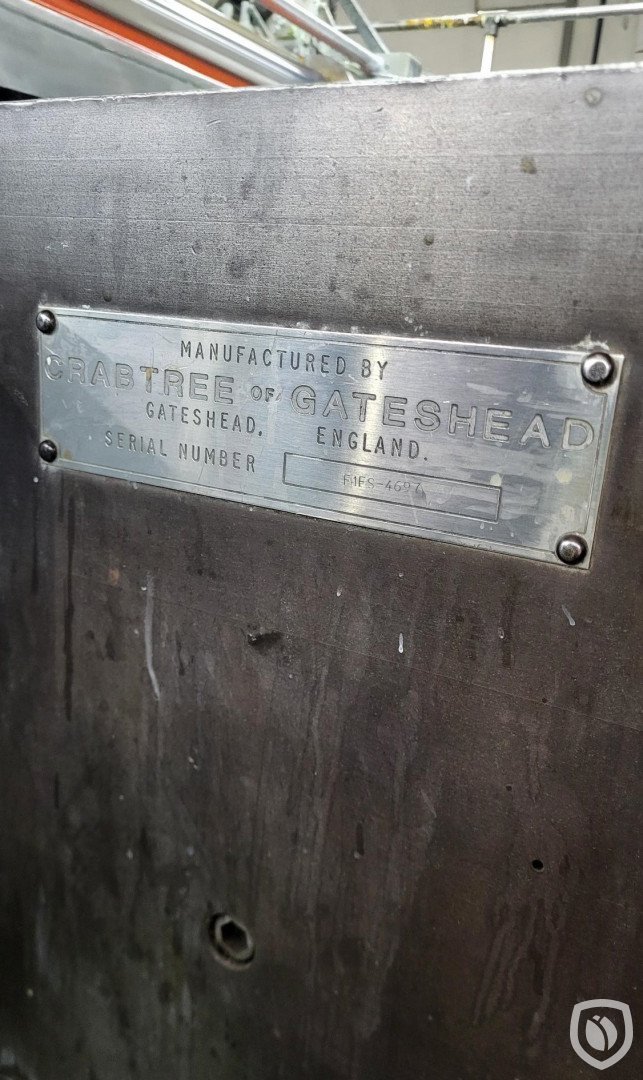 MANUFACTURED BY
CRABTREE OF GATESHEAD
GATESHEAD, ENGLAND.
SERIAL NUMBER